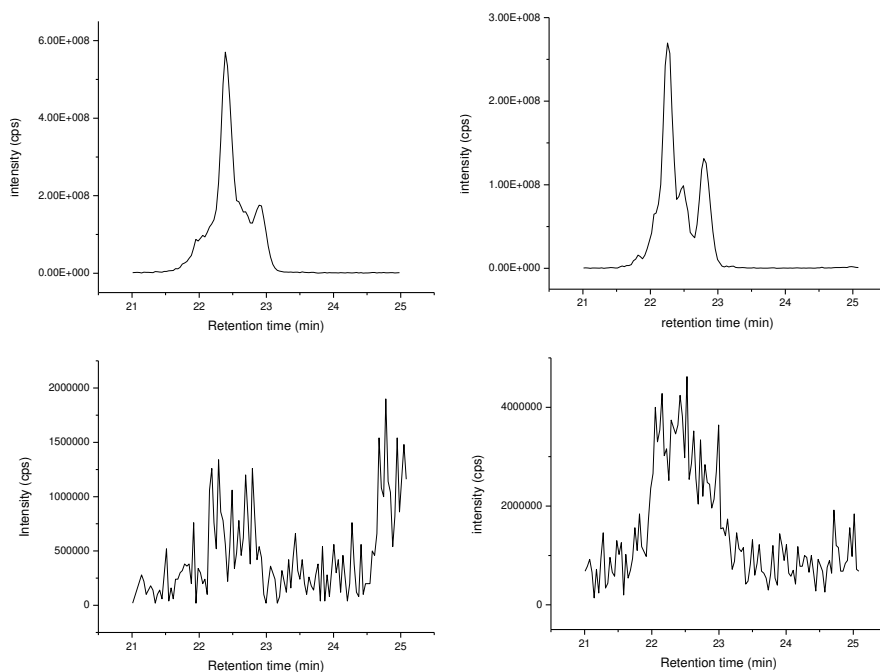 6.00E+008
4.00E+008
2.00E+008
0.00E+000
intensity (cps)
21 22 23 24 25
Retention time (min)
3.00E+008
2.00E+008
1.00E+008
0.00E+000
intensity (cps)
21 22 23 24 25
retention time (min)
2000000
1500000
1000000
500000
0
Intensity (cps)
21 22 23 24 25
Retention time (min)
4000000
2000000
0
intensity (cps)
21 22 23 24 25
Retention time (min)